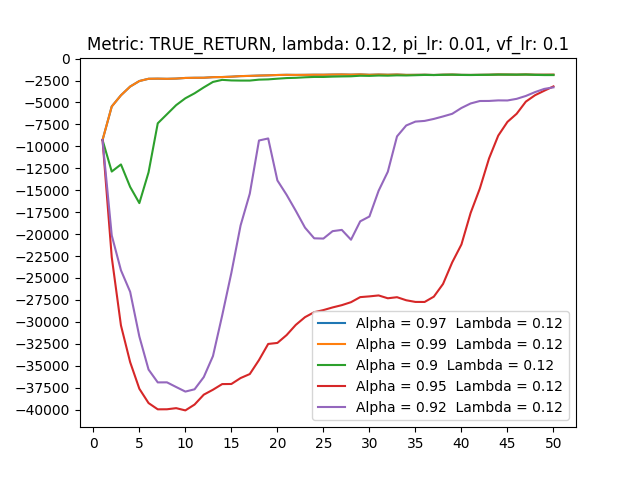 Metric: TRUE_RETURN, lambda: 0.12, pi_lr: 0.01, vf_lr: 0.1
0
−2500
−5000
−7500
−10000
−12500
−15000
−17500
−20000
−22500
−25000
−27500
−30000
−32500
−35000
−37500
−40000
Alpha = 0.97  Lambda = 0.12
Alpha = 0.99  Lambda = 0.12
Alpha = 0.9  Lambda = 0.12
Alpha = 0.95  Lambda = 0.12
Alpha = 0.92  Lambda = 0.12
0 5 10 15 20 25 30 35 40 45 50